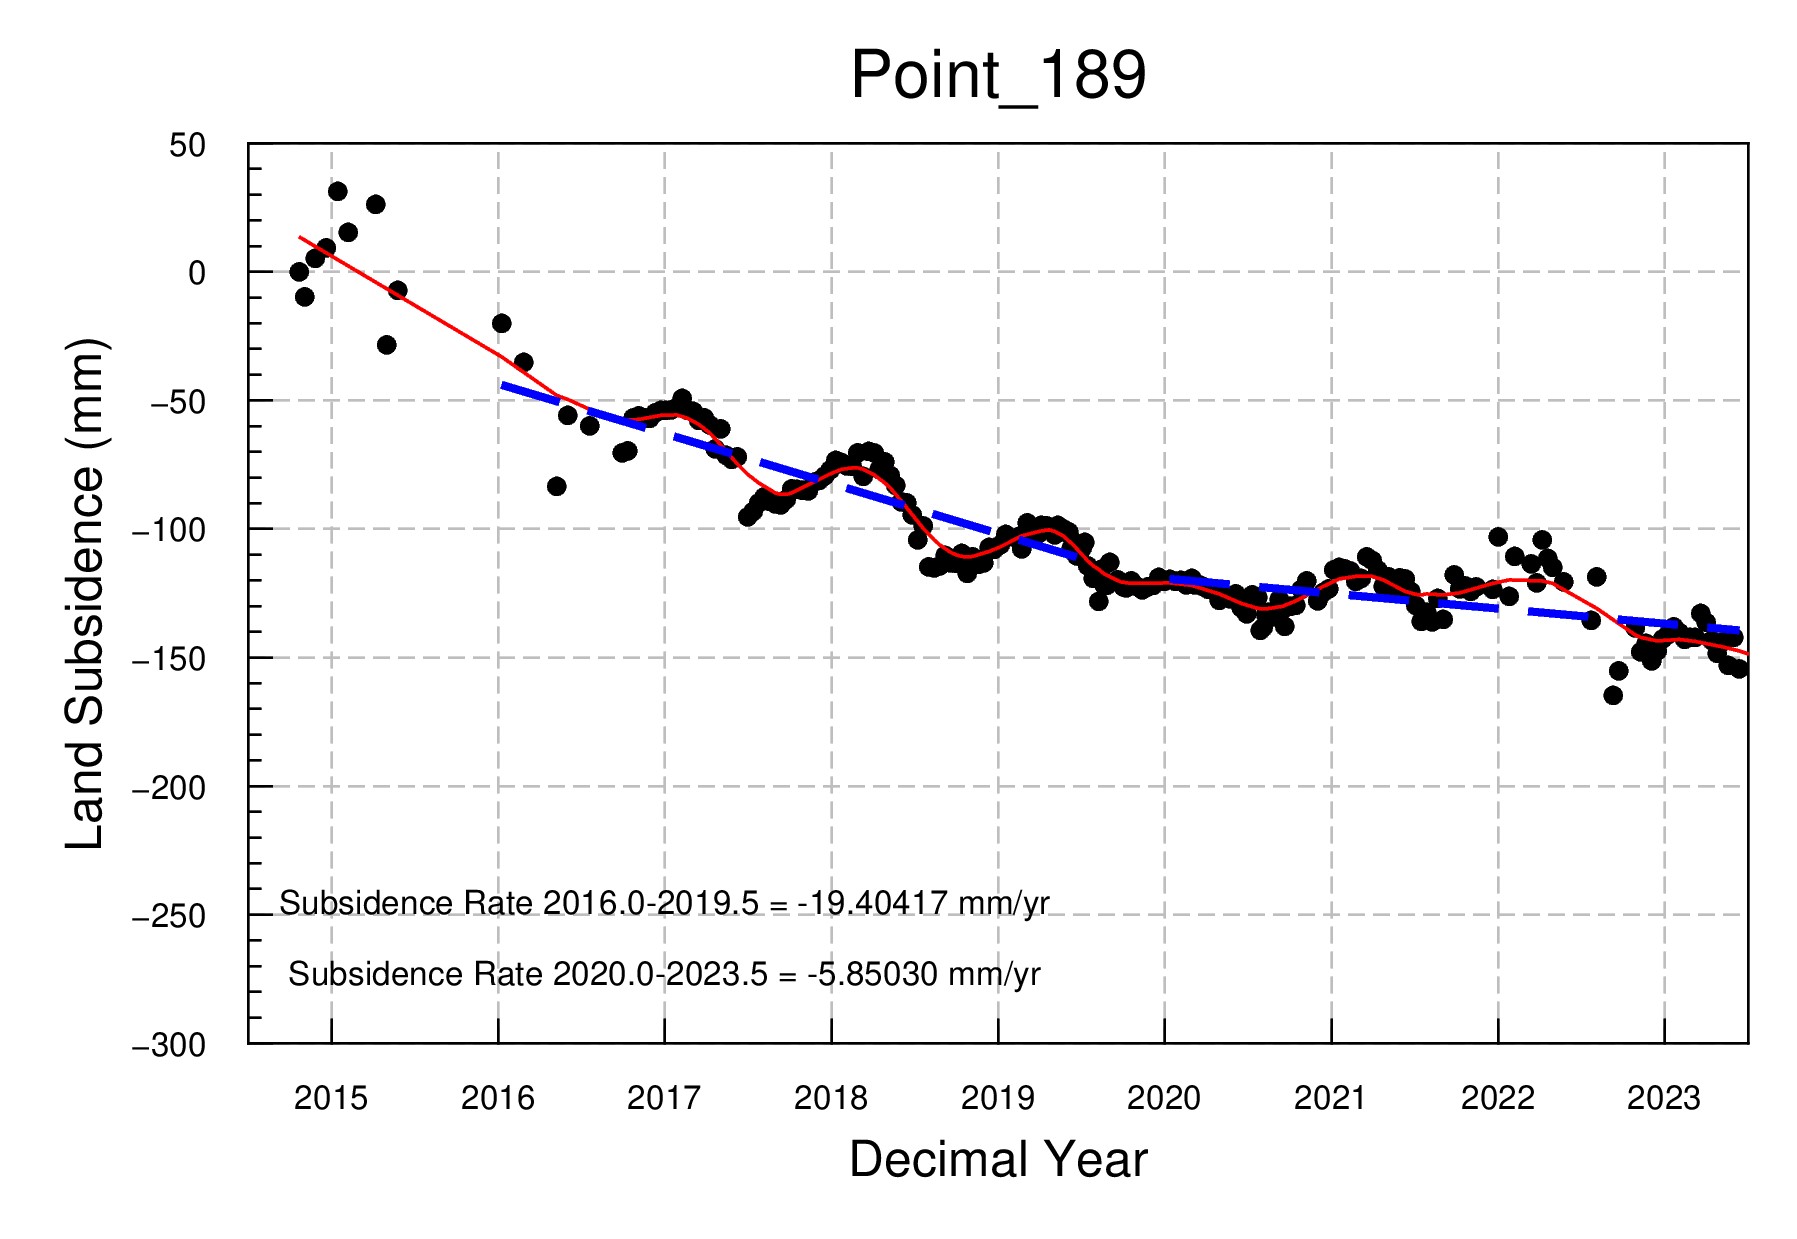 Point_189
50
0
−50
−100
−150
−200
−250
−300
Land Subsidence (mm)
Subsidence Rate 2016.0-2019.5 = -19.40417 mm/yr
Subsidence Rate 2020.0-2023.5 = -5.85030 mm/yr
2015 2016 2017 2018 2019 2020 2021 2022 2023
Decimal Year